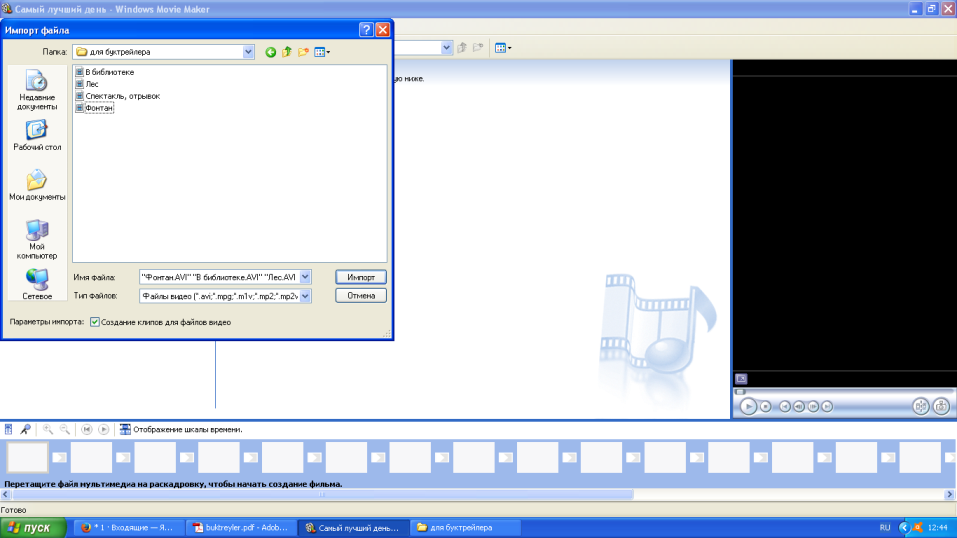 Самый лучший день - Windows Movie Maker
Импорт файла
Папка:
для буктрейлера
ую ниже.
В библиотеке
Лес
Спектакль, отрывок
Фонтан
Недавние
документы
Рабочий стол
Мои документы
Мой
компьютер
Сетевое
Имя файла:
"Фонтан.AVI" "В библиотеке.AVI" "Лес.AVI
Импорт
Тип файлов:
Файлы видео (*.avi;*.mpg;*.m1v;*.mp2;*.mp2v
Отмена
Параметры импорта:
Создание клипов для файлов видео
Отображение шкалы времени.
Перетащите файл мультимедиа на раскадровку, чтобы начать создание фильма.
Готово
пуск
* 1 · Входящие — Я...
buktreyler.pdf - Adob...
Самый лучший день...
для буктрейлера
RU
12:44